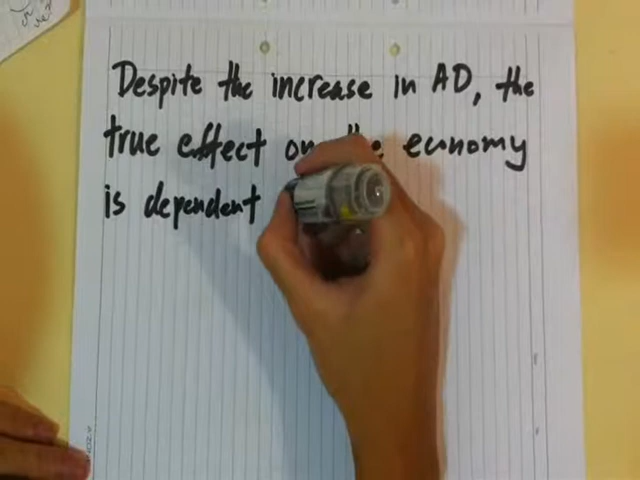 Despite the increase in AD, the
true effect on the economy
is dependent